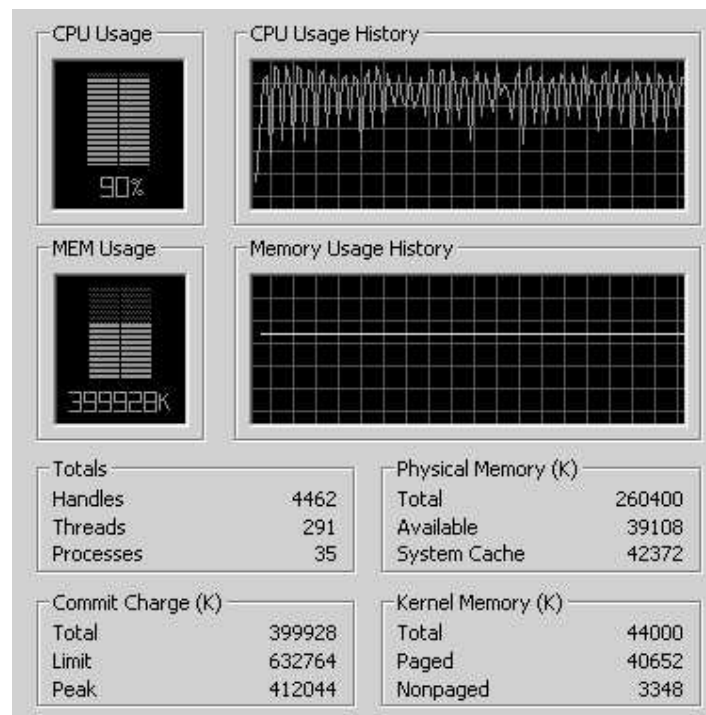 CPU Usage
CPU Usage History
90%
MEM Usage
Memory Usage History
399928K
Totals
Handles 4462
Threads 291
Processes 35
Physical Memory (K)
Total 260400
Available 39108
System Cache 42372
Commit Charge (K)
Total 399928
Limit 632764
Peak 412044
Kernel Memory (K)
Total 44000
Paged 40652
Nonpaged 3348